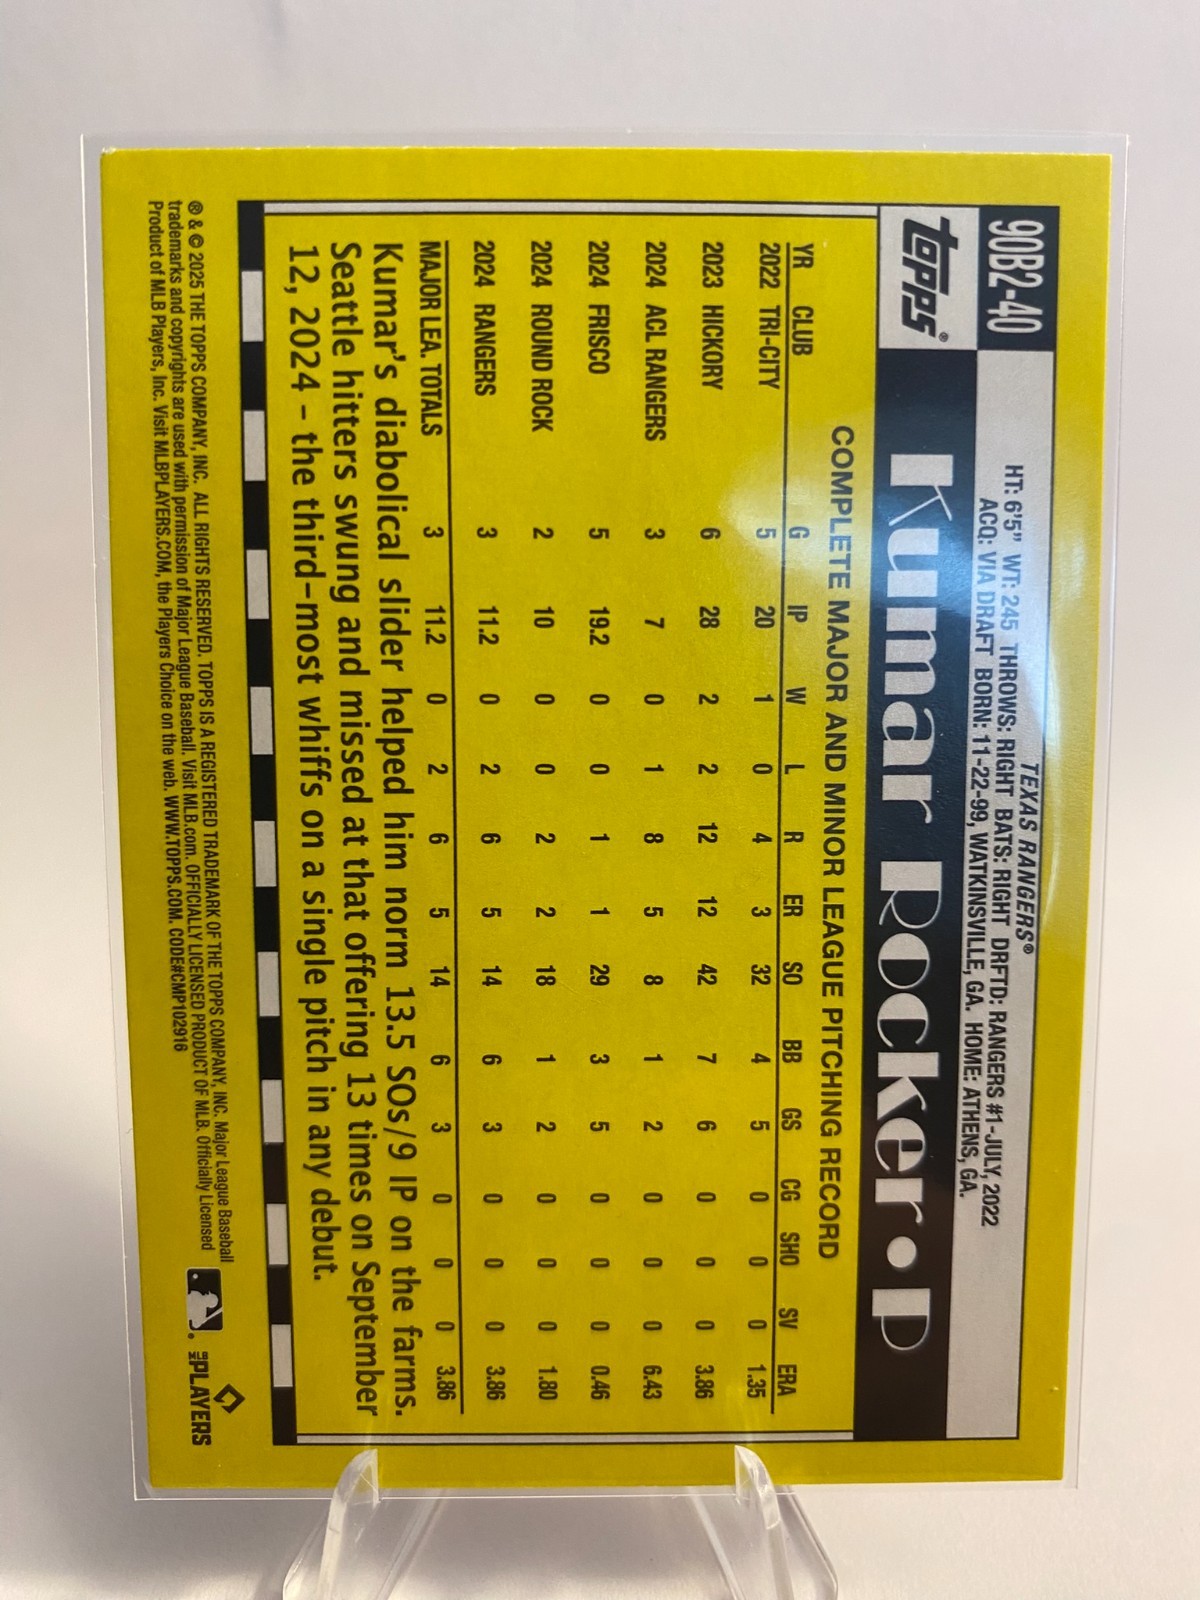 90B2-40
TEXAS RANGERS®
HT: 6'5" WT: 245 THROWS: RIGHT BATS: RIGHT DRFTD: RANGERS #1-JULY, 2022
ACQ: VIA DRAFT BORN: 11-22-99, WATKINSVILLE, GA. HOME: ATHENS, GA.
topps®
Kumar Rocker • P
COMPLETE MAJOR AND MINOR LEAGUE PITCHING RECORD
YR CLUB G IP W L R ER SO BB GS CG SHO SV ERA
2022 TRI-CITY 5 20 1 0 4 3 32 4 5 0 0 0 1.35
2023 HICKORY 6 28 2 2 12 12 42 7 6 0 0 0 3.86
2024 ACL RANGERS 3 7 0 1 8 5 8 1 2 0 0 0 6.43
2024 FRISCO 5 19.2 0 0 1 1 29 3 5 0 0 0 0.46
2024 ROUND ROCK 2 10 0 0 2 2 18 1 2 0 0 0 1.80
2024 RANGERS 3 11.2 0 2 6 5 14 6 3 0 0 0 3.86
MAJOR LEA. TOTALS 3 11.2 0 2 6 5 14 6 3 0 0 0 3.86
Kumar's diabolical slider helped him norm 13.5 SOs/9 IP on the farms.
Seattle hitters swung and missed at that offering 13 times on September
12, 2024 – the third-most whiffs on a single pitch in any debut.
® & © 2025 THE TOPPS COMPANY, INC. ALL RIGHTS RESERVED. TOPPS IS A REGISTERED TRADEMARK OF THE TOPPS COMPANY, INC. Major League Baseball
trademarks and copyrights are used with permission of Major League Baseball. Visit MLB.com. OFFICIALLY LICENSED PRODUCT OF MLB. Officially Licensed
Product of MLB Players, Inc. Visit MLBPLAYERS.COM, the Players Choice on the web. WWW.TOPPS.COM. CODE#CMP102916
MLB PLAYERS